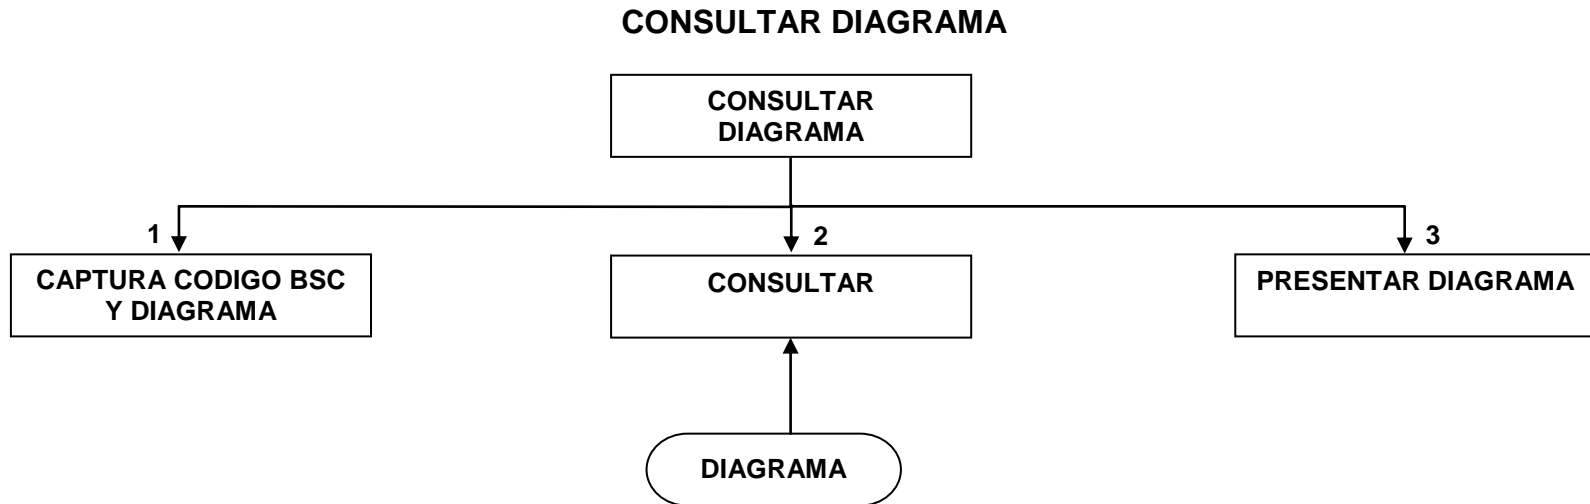 CONSULTAR DIAGRAMA
CONSULTAR
DIAGRAMA
1
2
3
CAPTURA CODIGO BSC
Y DIAGRAMA
CONSULTAR
PRESENTAR DIAGRAMA
DIAGRAMA